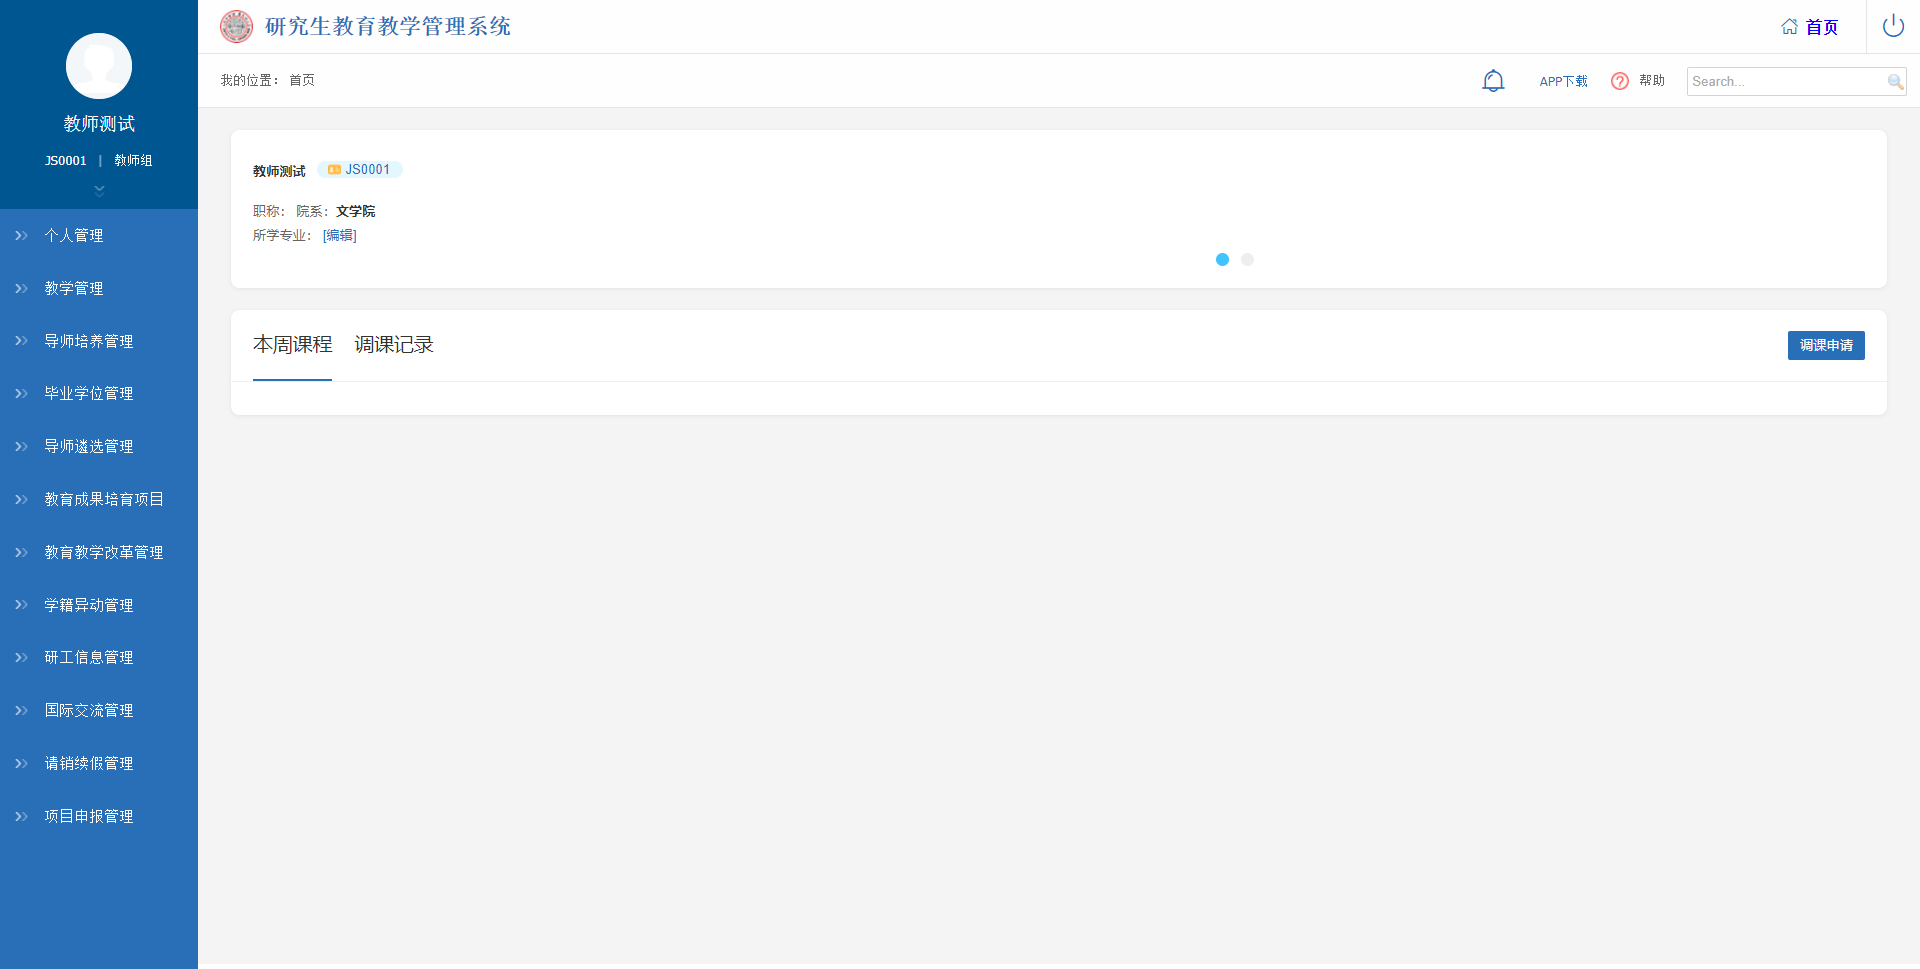 研究生教育教学管理系统
首页
我的位置： 首页
APP下载
帮助
Search...
教师测试
JS0001 | 教师组
个人管理
教学管理
导师培养管理
毕业学位管理
导师遴选管理
教育成果培育项目
教育教学改革管理
学籍异动管理
研工信息管理
国际交流管理
请销续假管理
项目申报管理
教师测试 JS0001
职称： 院系：文学院
所学专业： [编辑]
本周课程 调课记录
调课申请